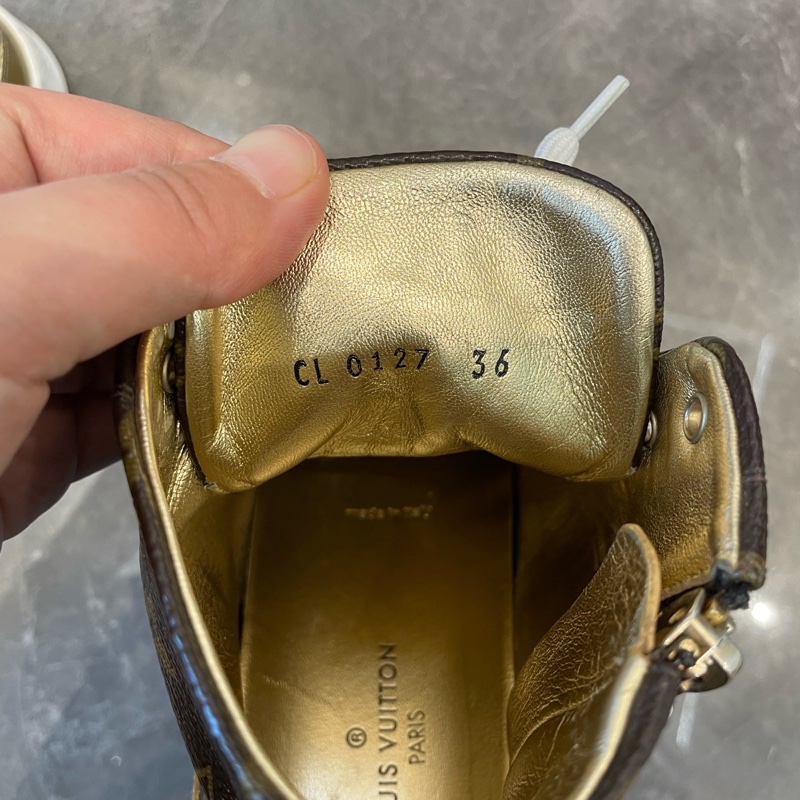 CL 0127 36
made in Italy
®
UIS VUITTON
PARIS